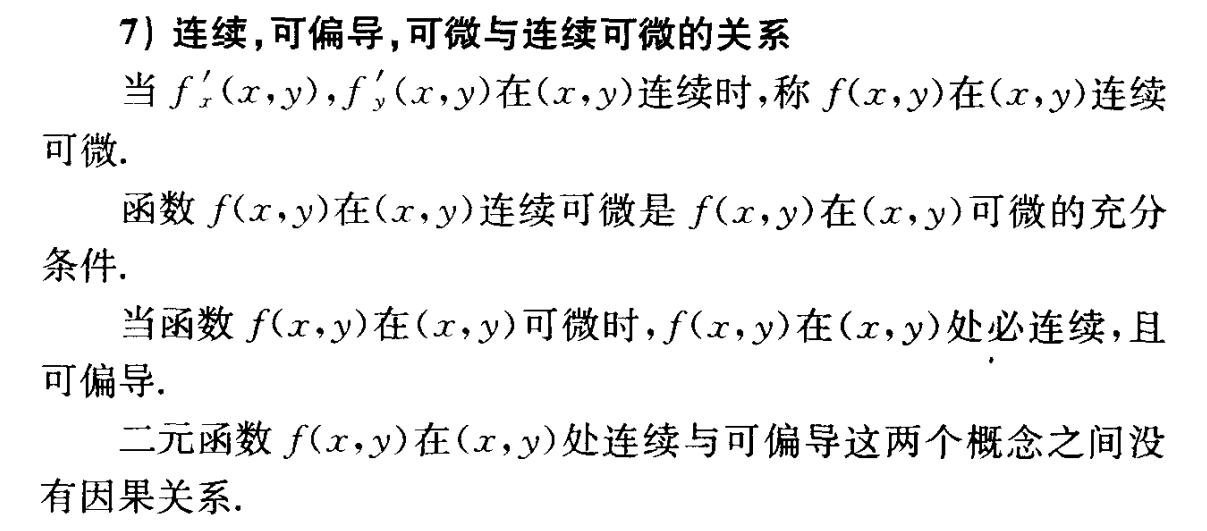 7) 连续,可偏导,可微与连续可微的关系
当 f′ₓ(x,y),f′ᵧ(x,y)在(x,y)连续时,称 f(x,y)在(x,y)连续
可微.
函数 f(x,y)在(x,y)连续可微是 f(x,y)在(x,y)可微的充分
条件.
当函数 f(x,y)在(x,y)可微时,f(x,y)在(x,y)处必连续,且
可偏导.
二元函数 f(x,y)在(x,y)处连续与可偏导这两个概念之间没
有因果关系.